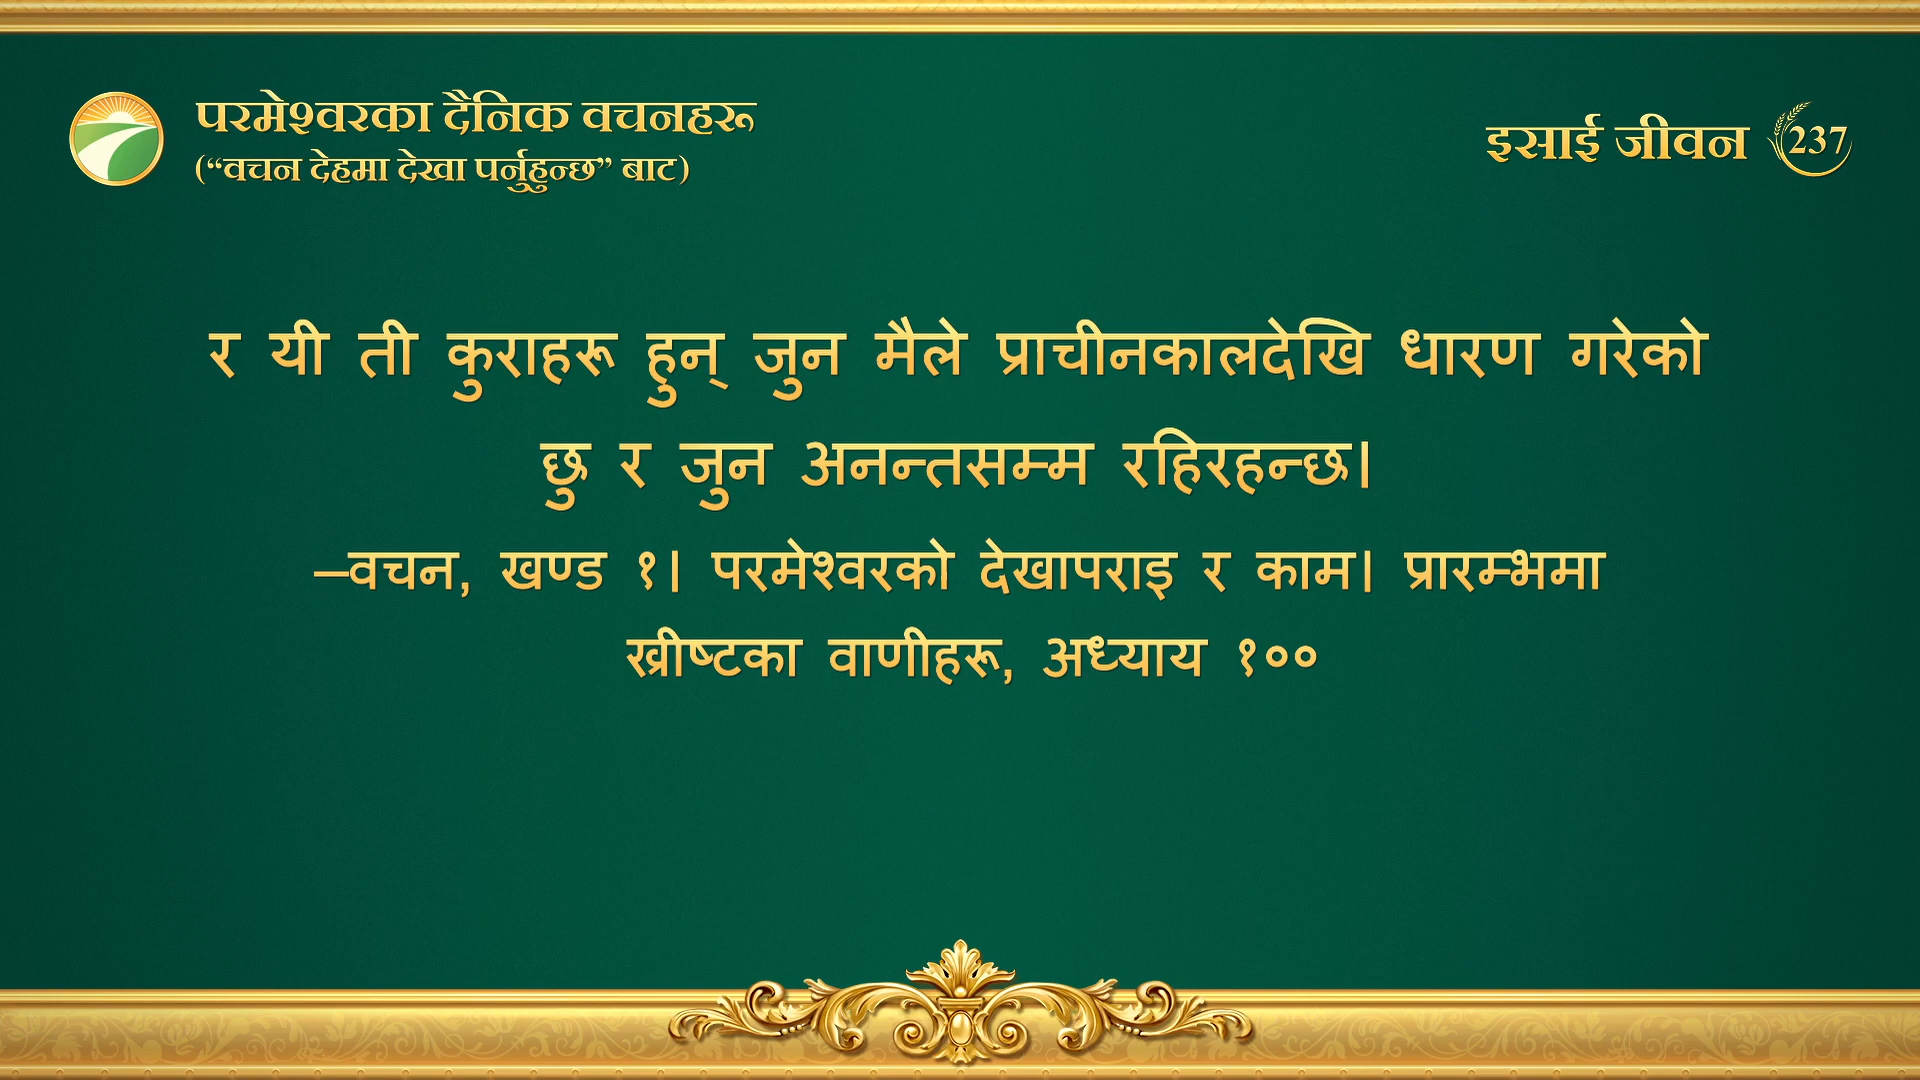 परमेश्वरका दैनिक वचनहरू
(“वचन देहमा देखा पर्नुहुन्छ” बाट)
इसाई जीवन 237
र यी ती कुराहरू हुन् जुन मैले प्राचीनकालदेखि धारण गरेको
छु र जुन अनन्तसम्म रहिरहन्छ।
—वचन, खण्ड १। परमेश्वरको देखापराइ र काम। प्रारम्भमा
ख्रीष्टका वाणीहरू, अध्याय १००